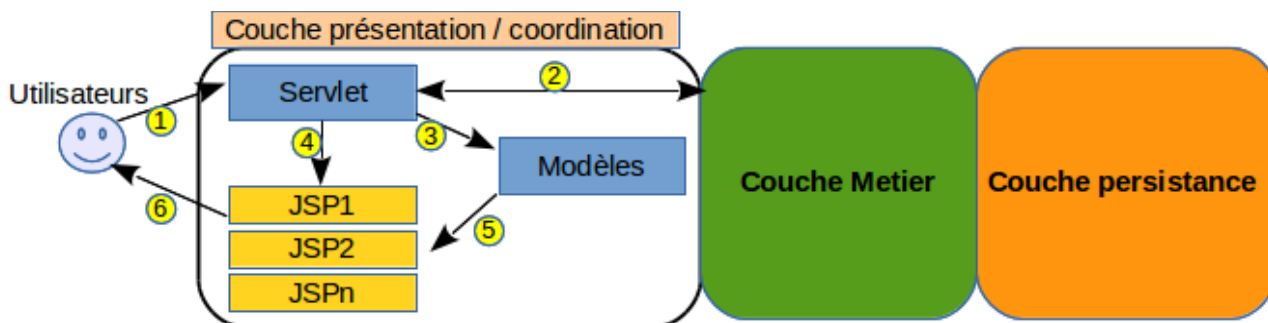 Couche présentation / coordination
Utilisateurs
1
Servlet
2
4
3
Modèles
Couche Metier
Couche persistance
6
JSP1
5
JSP2
JSPn